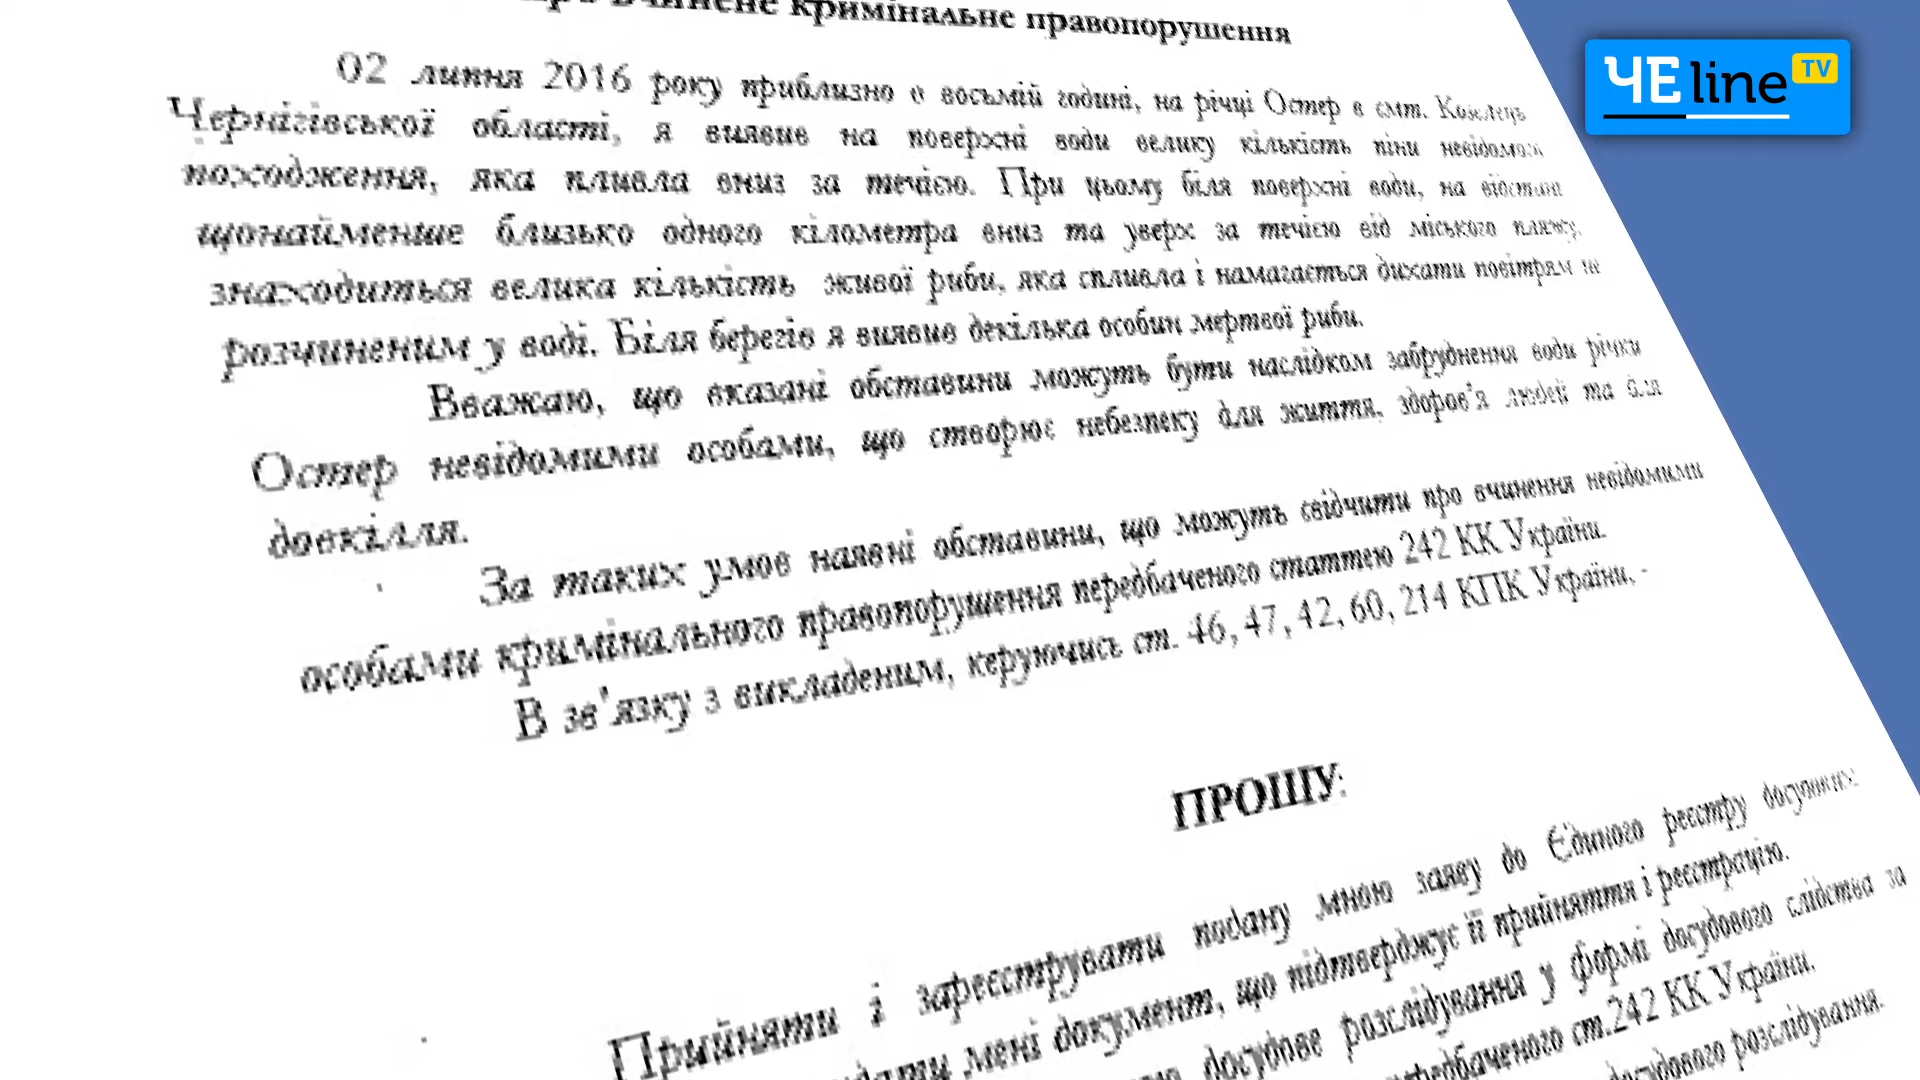 вчинене кримінальне правопорушення
ЧЕline TV
02 липня 2016 року приблизно о восьмій годині, на річці Остер в смт. Козелець
Чернігівської області, я виявив на поверхні води велику кількість піни невідомого
походження, яка пливла вниз за течією. При цьому біля поверхні води, на відстані
щонайменше близько одного кілометра вниз та уверх за течією від міського пляжу,
знаходиться велика кількість живої риби, яка спливла і намагається дихати повітрям не
розчиненим у воді. Біля берегів я виявив декілька особин мертвої риби.
Вважаю, що вказані обставини можуть бути наслідком забруднення води річки
Остер невідомими особами, що створює небезпеку для життя, здоров'я людей та для
довкілля.
За таких умов наявні обставини, що можуть свідчити про вчинення невідомими
особами кримінального правопорушення передбаченого статтею 242 КК України.
В зв'язку з викладеним, керуючись ст. 46, 47, 42, 60, 214 КПК України, -
ПРОШУ:
Прийняти і зареєструвати подану мною заяву до Єдиного реєстру досудових
мені документ, що підтверджує її прийняття і реєстрацію.
досудове розслідування у формі досудового слідства за
ст.242 КК України.
досудового розслідування.